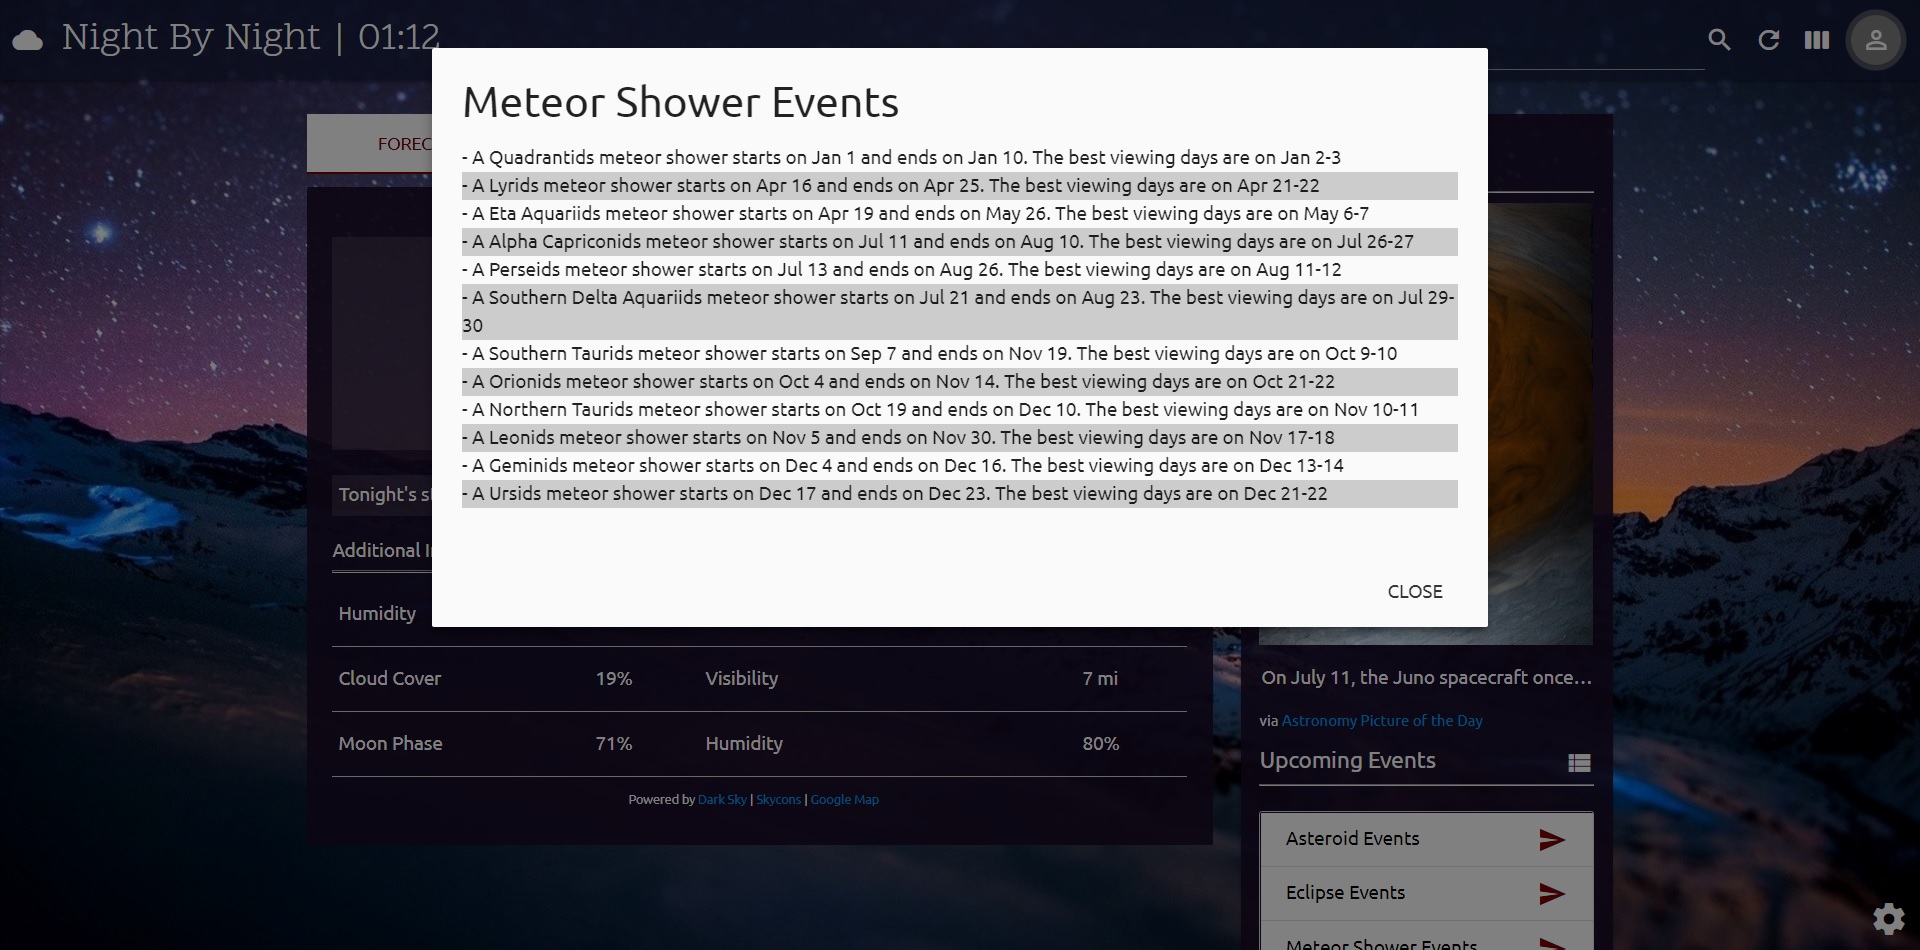 Night By Night | 01:12
Meteor Shower Events
- A Quadrantids meteor shower starts on Jan 1 and ends on Jan 10. The best viewing days are on Jan 2-3
- A Lyrids meteor shower starts on Apr 16 and ends on Apr 25. The best viewing days are on Apr 21-22
- A Eta Aquariids meteor shower starts on Apr 19 and ends on May 26. The best viewing days are on May 6-7
- A Alpha Capriconids meteor shower starts on Jul 11 and ends on Aug 10. The best viewing days are on Jul 26-27
- A Perseids meteor shower starts on Jul 13 and ends on Aug 26. The best viewing days are on Aug 11-12
- A Southern Delta Aquariids meteor shower starts on Jul 21 and ends on Aug 23. The best viewing days are on Jul 29-
30
- A Southern Taurids meteor shower starts on Sep 7 and ends on Nov 19. The best viewing days are on Oct 9-10
- A Orionids meteor shower starts on Oct 4 and ends on Nov 14. The best viewing days are on Oct 21-22
- A Northern Taurids meteor shower starts on Oct 19 and ends on Dec 10. The best viewing days are on Nov 10-11
- A Leonids meteor shower starts on Nov 5 and ends on Nov 30. The best viewing days are on Nov 17-18
- A Geminids meteor shower starts on Dec 4 and ends on Dec 16. The best viewing days are on Dec 13-14
- A Ursids meteor shower starts on Dec 17 and ends on Dec 23. The best viewing days are on Dec 21-22
CLOSE
FOREC
Tonight's
Additional
Humidity
Cloud Cover 19% Visibility 7 mi
Moon Phase 71% Humidity 80%
Powered by Dark Sky | Skycons | Google Map
On July 11, the Juno spacecraft once…
via Astronomy Picture of the Day
Upcoming Events
Asteroid Events
Eclipse Events
Meteor Shower Events